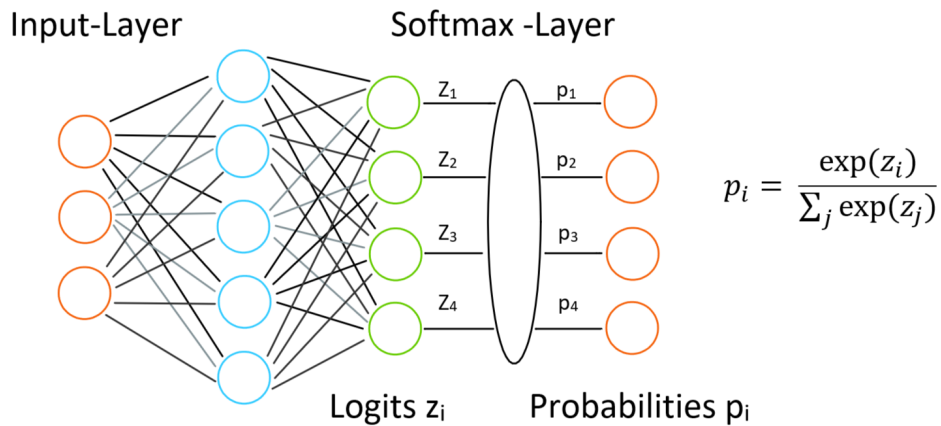 Input-Layer
Softmax -Layer
Z1 p1
Z2 p2
Z3 p3
Z4 p4
pᵢ = exp(zᵢ) / ∑ⱼ exp(zⱼ)
Logits zᵢ
Probabilities pᵢ